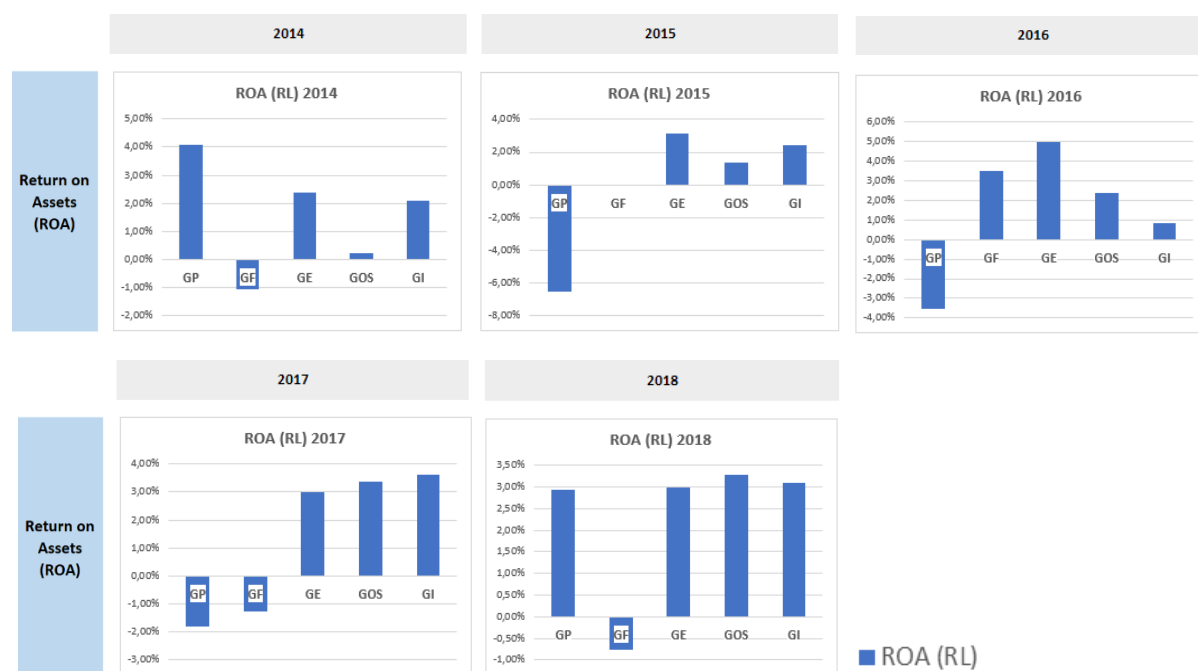 2014
2015
2016
Return on
Assets
(ROA)
ROA (RL) 2014
5,00%
4,00%
3,00%
2,00%
1,00%
0,00%
-1,00%
-2,00%
GP GF GE GOS GI
ROA (RL) 2015
4,00%
2,00%
0,00%
-2,00%
-4,00%
-6,00%
-8,00%
GP GF GE GOS GI
ROA (RL) 2016
6,00%
5,00%
4,00%
3,00%
2,00%
1,00%
0,00%
-1,00%
-2,00%
-3,00%
-4,00%
GP GF GE GOS GI
2017
2018
Return on
Assets
(ROA)
ROA (RL) 2017
4,00%
3,00%
2,00%
1,00%
0,00%
-1,00%
-2,00%
-3,00%
GP GF GE GOS GI
ROA (RL) 2018
3,50%
3,00%
2,50%
2,00%
1,50%
1,00%
0,50%
0,00%
-0,50%
-1,00%
GP GF GE GOS GI
ROA (RL)